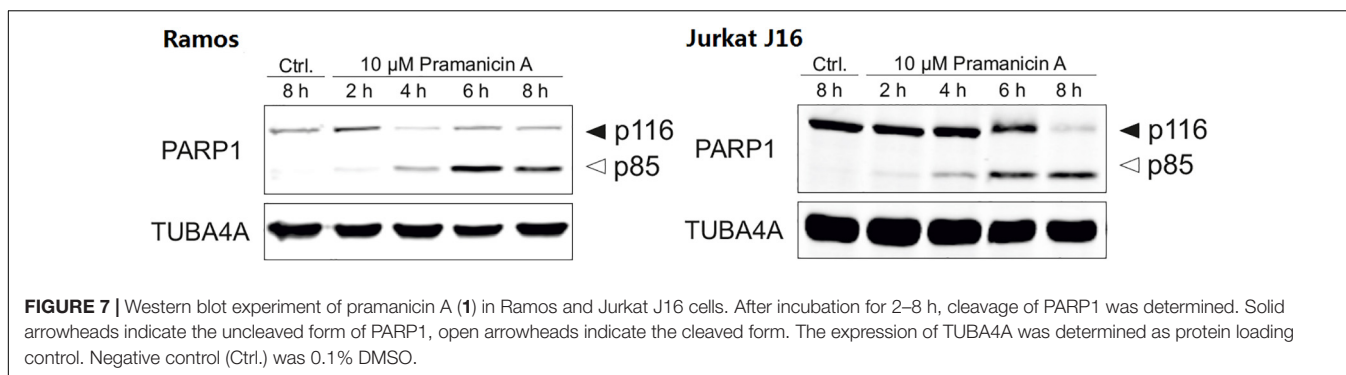 Ramos
Ctrl. 10 µM Pramanicin A
8 h 2 h 4 h 6 h 8 h
PARP1
◄ p116
◁ p85
TUBA4A
Jurkat J16
Ctrl. 10 µM Pramanicin A
8 h 2 h 4 h 6 h 8 h
PARP1
◄ p116
◁ p85
TUBA4A
FIGURE 7 | Western blot experiment of pramanicin A (1) in Ramos and Jurkat J16 cells. After incubation for 2–8 h, cleavage of PARP1 was determined. Solid
arrowheads indicate the uncleaved form of PARP1, open arrowheads indicate the cleaved form. The expression of TUBA4A was determined as protein loading
control. Negative control (Ctrl.) was 0.1% DMSO.